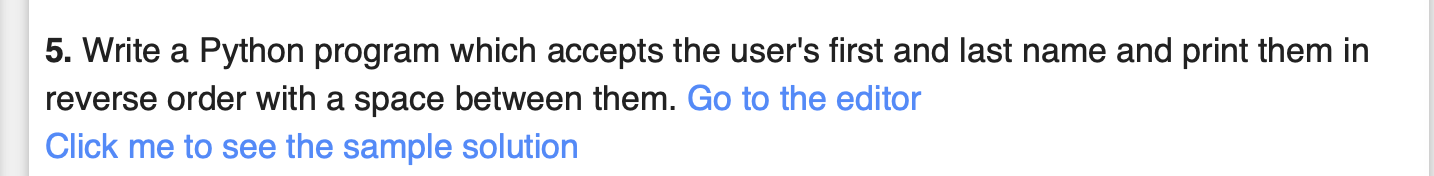 5. Write a Python program which accepts the user's first and last name and print them in
reverse order with a space between them. Go to the editor
Click me to see the sample solution